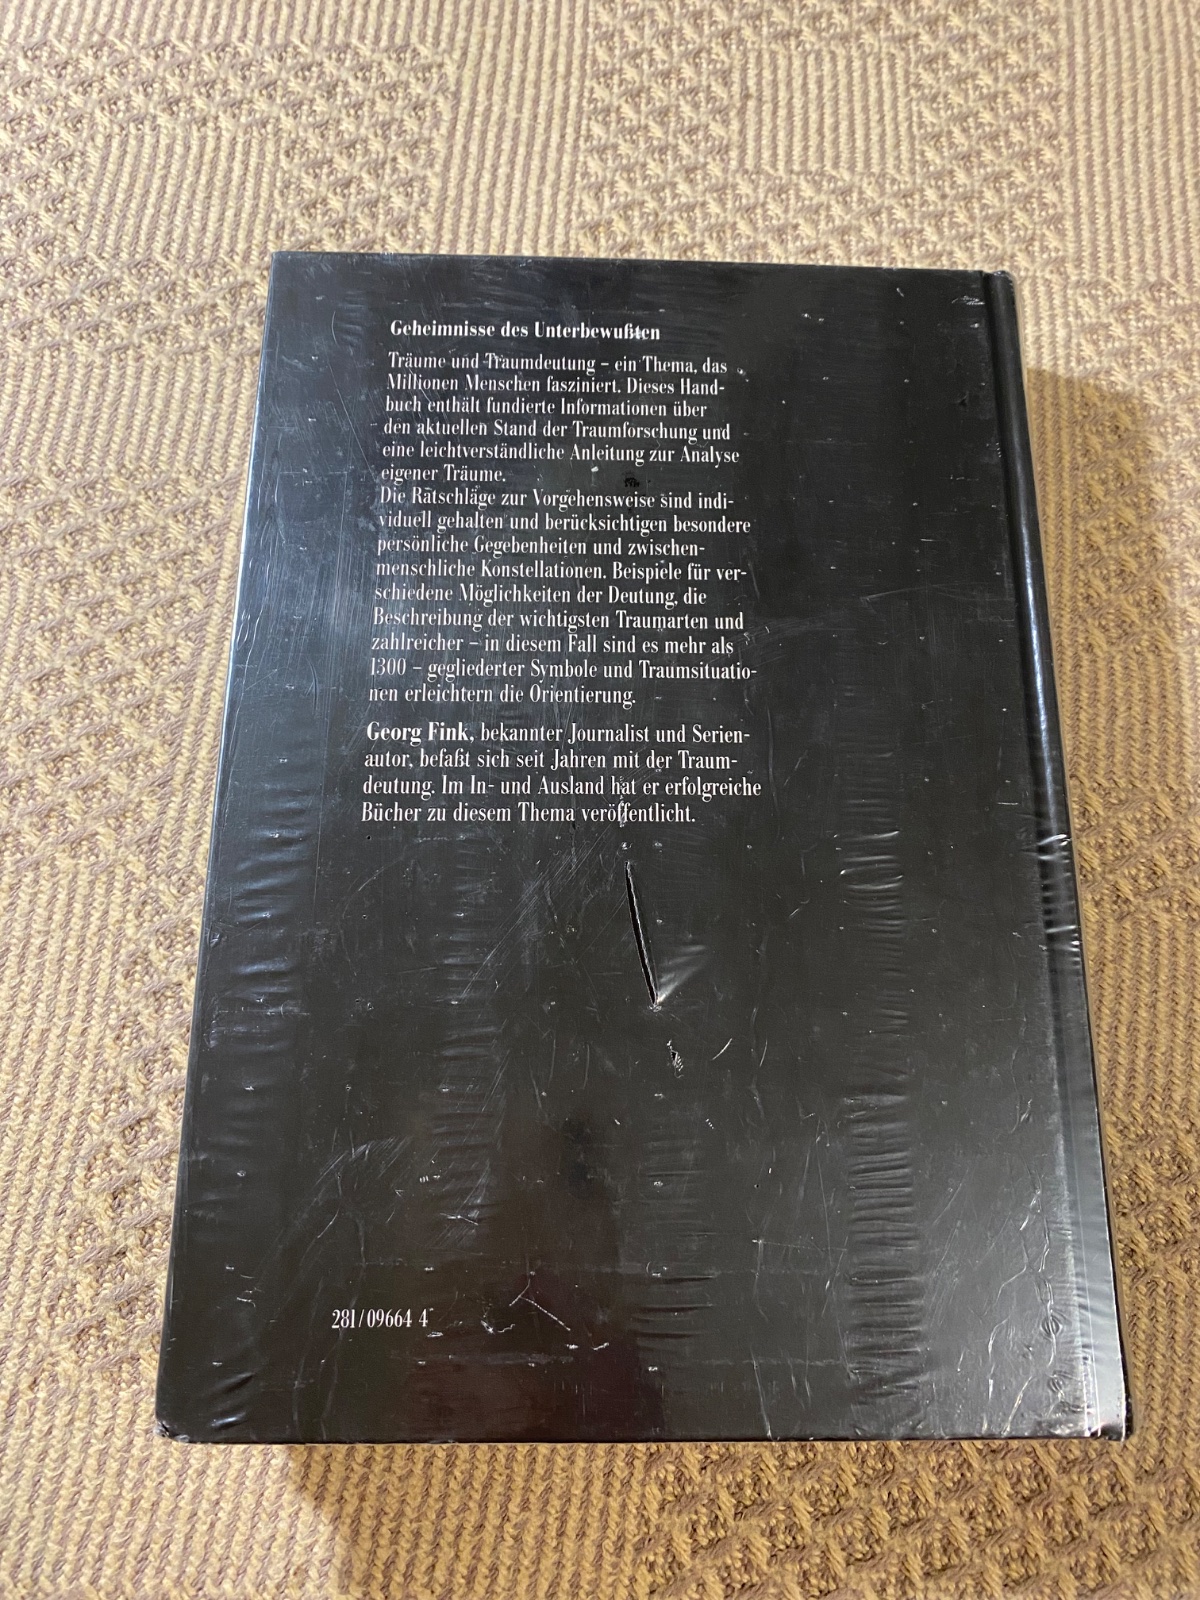 Geheimnisse des Unterbewußten
Träume und Traumdeutung – ein Thema, das
Millionen Menschen fasziniert. Dieses Hand-
buch enthält fundierte Informationen über
den aktuellen Stand der Traumforschung und
eine leichtverständliche Anleitung zur Analyse
eigener Träume.
Die Ratschläge zur Vorgehensweise sind indi-
viduell gehalten und berücksichtigen besondere
persönliche Gegebenheiten und zwischen-
menschliche Konstellationen. Beispiele für ver-
schiedene Möglichkeiten der Deutung, die
Beschreibung der wichtigsten Traumarten und
zahlreicher – in diesem Fall sind es mehr als
1300 – gegliederter Symbole und Traumsituatio-
nen erleichtern die Orientierung.
Georg Fink, bekannter Journalist und Serien-
autor, befaßt sich seit Jahren mit der Traum-
deutung. Im In- und Ausland hat er erfolgreiche
Bücher zu diesem Thema veröffentlicht.
281/09664 4